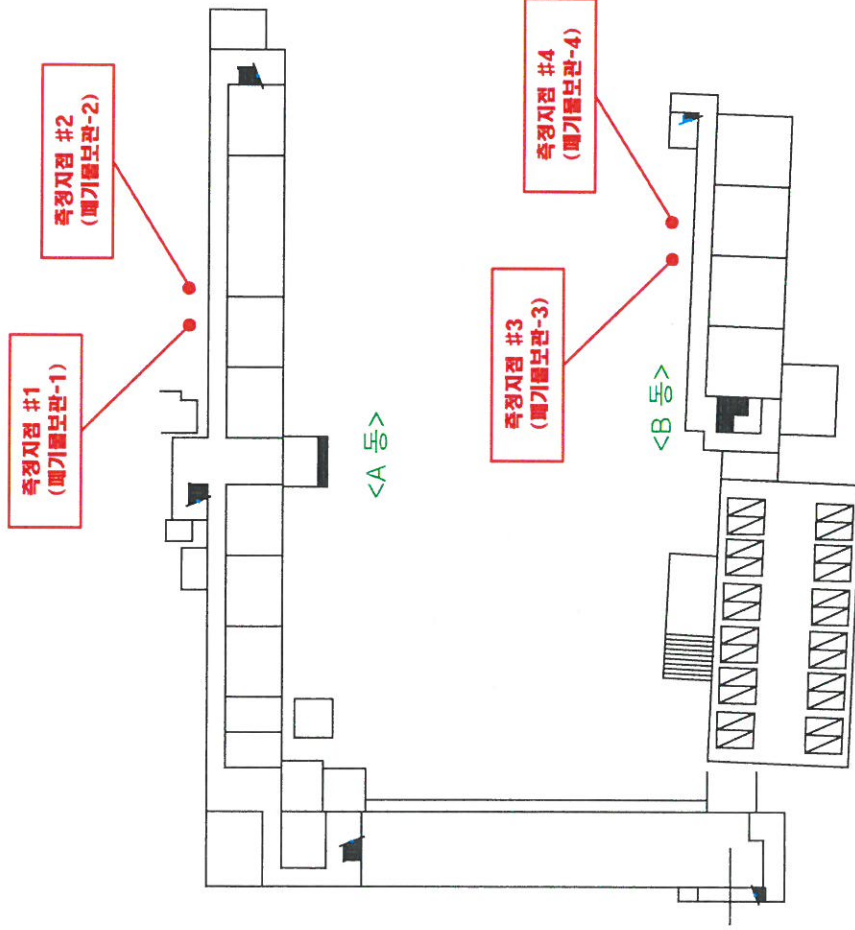 측정지점 #1
(폐기물보관-1)
측정지점 #2
(폐기물보관-2)
측정지점 #3
(폐기물보관-3)
측정지점 #4
(폐기물보관-4)
<A 동>
<B 동>